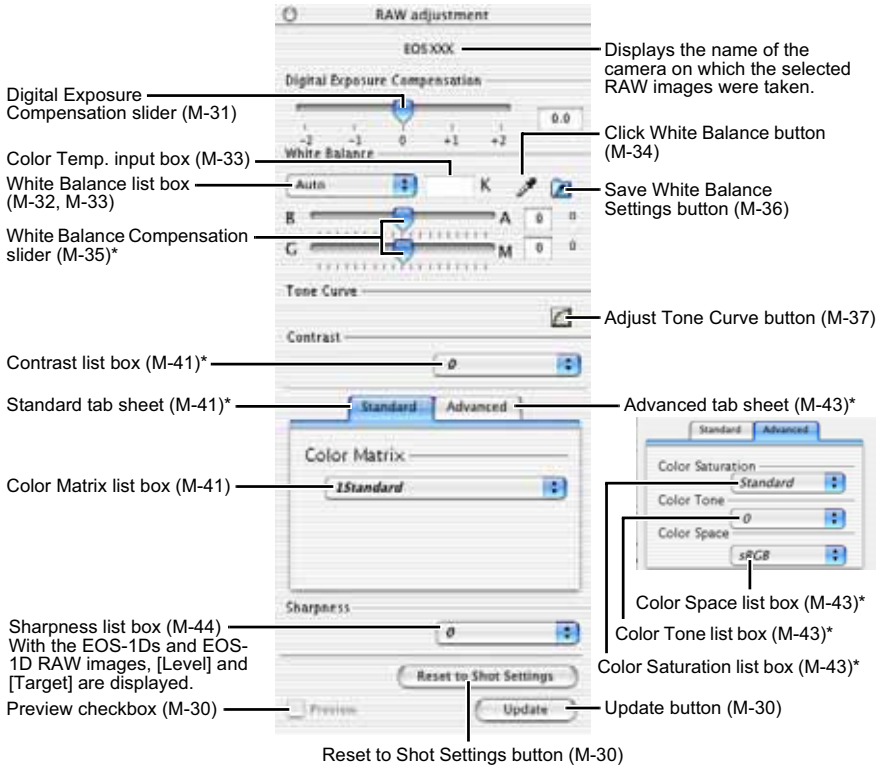 RAW adjustment
EOSXXX
Displays the name of the
camera on which the selected
RAW images were taken.
Digital Exposure Compensation
Digital Exposure
Compensation slider (M-31)
0.0
-2 -1 0 +1 +2
Click White Balance button
(M-34)
White Balance
Color Temp. input box (M-33)
White Balance list box
(M-32, M-33)
Auto
K
Save White Balance
Settings button (M-36)
B
A
0
0
White Balance Compensation
slider (M-35)*
G
M
0
0
Tone Curve
Adjust Tone Curve button (M-37)
Contrast
Contrast list box (M-41)*
0
Standard tab sheet (M-41)*
Standard
Advanced
Advanced tab sheet (M-43)*
Standard
Advanced
Color Matrix
Color Matrix list box (M-41)
1Standard
Color Saturation
Standard
Color Tone
0
Color Space
sRGB
Color Space list box (M-43)*
Color Tone list box (M-43)*
Color Saturation list box (M-43)*
Sharpness
0
Sharpness list box (M-44)
With the EOS-1Ds and EOS-
1D RAW images, [Level] and
[Target] are displayed.
Reset to Shot Settings
Preview checkbox (M-30)
Preview
Update
Update button (M-30)
Reset to Shot Settings button (M-30)